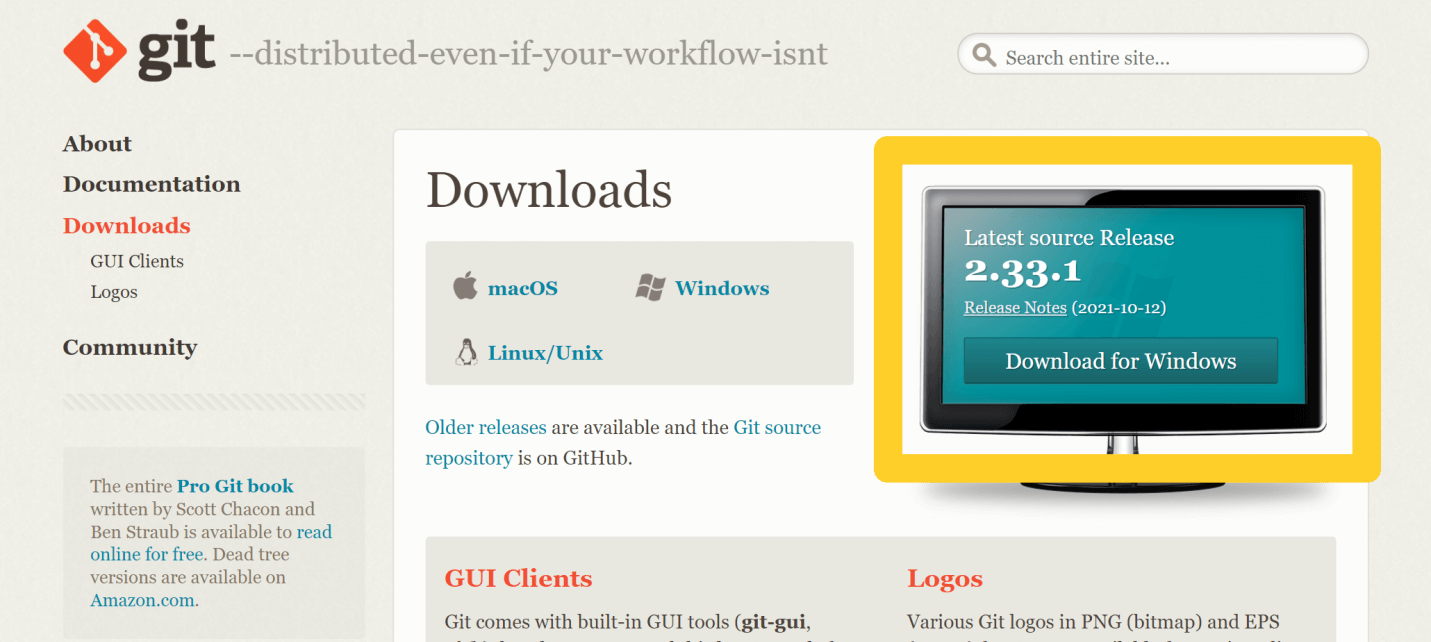 git --distributed-even-if-your-workflow-isnt
Search entire site...
About
Documentation
Downloads
GUI Clients
Logos
Community
The entire Pro Git book
written by Scott Chacon and
Ben Straub is available to read
online for free. Dead tree
versions are available on
Amazon.com.
Downloads
macOS
Windows
Linux/Unix
Older releases are available and the Git source
repository is on GitHub.
Latest source Release
2.33.1
Release Notes (2021-10-12)
Download for Windows
GUI Clients
Git comes with built-in GUI tools (git-gui,
Logos
Various Git logos in PNG (bitmap) and EPS